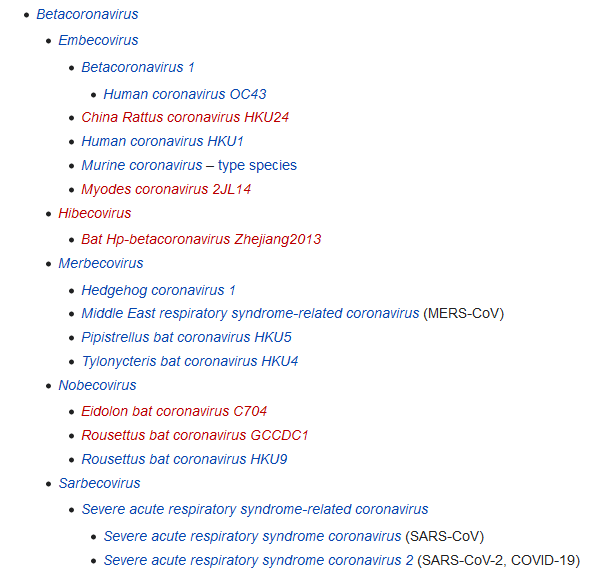 Betacoronavirus
Embecovirus
Betacoronavirus 1
Human coronavirus OC43
China Rattus coronavirus HKU24
Human coronavirus HKU1
Murine coronavirus – type species
Myodes coronavirus 2JL14
Hibecovirus
Bat Hp-betacoronavirus Zhejiang2013
Merbecovirus
Hedgehog coronavirus 1
Middle East respiratory syndrome-related coronavirus (MERS-CoV)
Pipistrellus bat coronavirus HKU5
Tylonycteris bat coronavirus HKU4
Nobecovirus
Eidolon bat coronavirus C704
Rousettus bat coronavirus GCCDC1
Rousettus bat coronavirus HKU9
Sarbecovirus
Severe acute respiratory syndrome-related coronavirus
Severe acute respiratory syndrome coronavirus (SARS-CoV)
Severe acute respiratory syndrome coronavirus 2 (SARS-CoV-2, COVID-19)